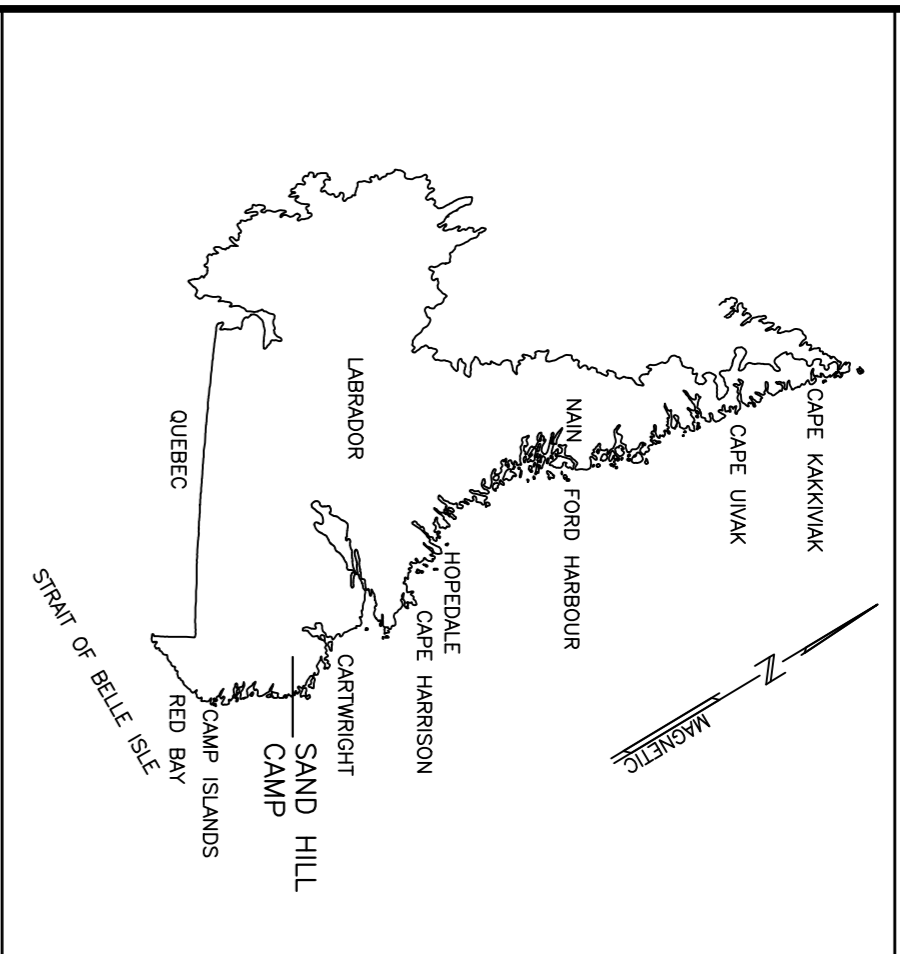 CAPE KAKKIVIAK
CAPE UIVAK
NAIN
FORD HARBOUR
HOPEDALE
CAPE HARRISON
LABRADOR
CARTWRIGHT
SAND HILL
CAMP
CAMP ISLANDS
RED BAY
QUEBEC
STRAIT OF BELLE ISLE
N
MAGNETIC